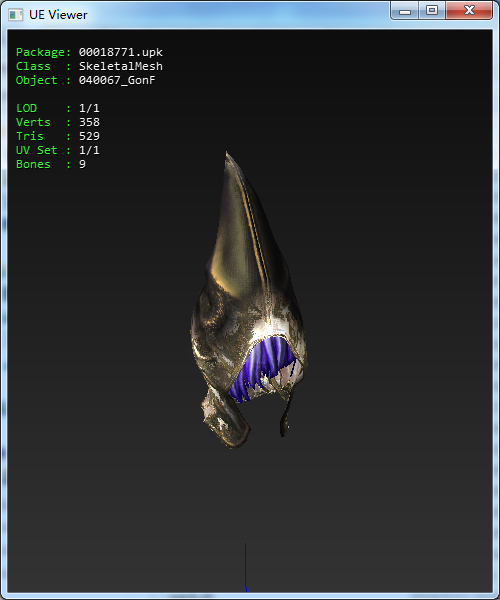 UE Viewer
Package: 00018771.upk
Class  : SkeletalMesh
Object : 040067_GonF
LOD    : 1/1
Verts  : 358
Tris   : 529
UV Set : 1/1
Bones  : 9